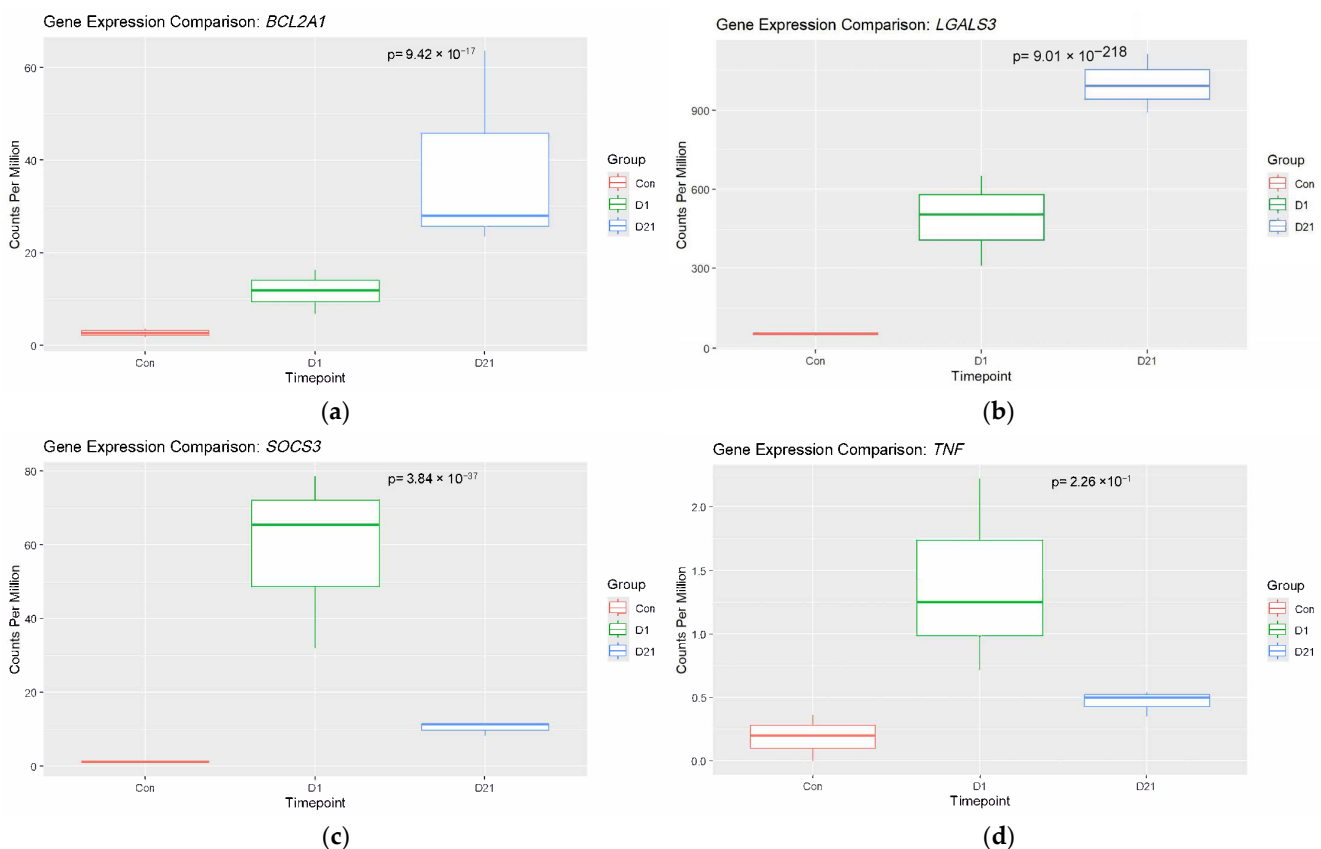 Gene Expression Comparison: BCL2A1
p= 9.42 × 10⁻¹⁷
60
40
20
0
Counts Per Million
Con
D1
D21
Timepoint
Group
Con
D1
D21
(a)
Gene Expression Comparison: LGALS3
p= 9.01 × 10⁻²¹⁸
900
600
300
0
Counts Per Million
Con
D1
D21
Timepoint
Group
Con
D1
D21
(b)
Gene Expression Comparison: SOCS3
p= 3.84 × 10⁻³⁷
80
60
40
20
0
Counts Per Million
Con
D1
D21
Timepoint
Group
Con
D1
D21
(c)
Gene Expression Comparison: TNF
p= 2.26 ×10⁻¹
2.0
1.5
1.0
0.5
0.0
Counts Per Million
Con
D1
D21
Timepoint
Group
Con
D1
D21
(d)